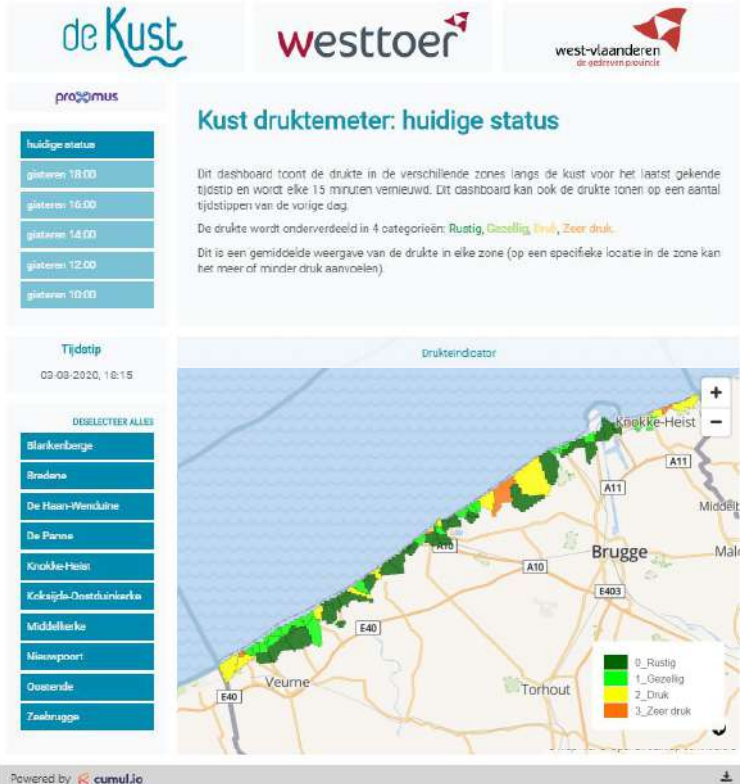 de Kust
westtoer
west-vlaanderen
de gedreven provincie
proximus
huidige status
gisteren 18:00
gisteren 16:00
gisteren 14:00
gisteren 12:00
gisteren 10:00
Kust druktemeter: huidige status
Dit dashboard toont de drukte in de verschillende zones langs de kust voor het laatst gekende
tijdstip en wordt elke 15 minuten vernieuwd. Dit dashboard kan ook de drukte tonen op een aantal
tijdstippen van de vorige dag.
De drukte wordt onderverdeeld in 4 categorieën: Rustig, Gezellig, Druk, Zeer druk.
Dit is een gemiddelde weergave van de drukte in elke zone (op een specifieke locatie in de zone kan
het meer of minder druk aanvoelen).
Tijdstip
03-08-2020, 16:15
DESELECTEER ALLES
Blankenberge
Bredene
De Haan-Wenduine
De Panne
Knokke-Heist
Koksijde-Oostduinkerke
Middelkerke
Nieuwpoort
Oostende
Zeebrugge
Drukteindicator
+
−
Knokke-Heist
A11
A11
Middelb
Brugge
Mal
A10
A10
E403
E40
Veurne
E40
Torhout
0_Rustig
1_Gezellig
2_Druk
3_Zeer druk
Powered by cumul.io